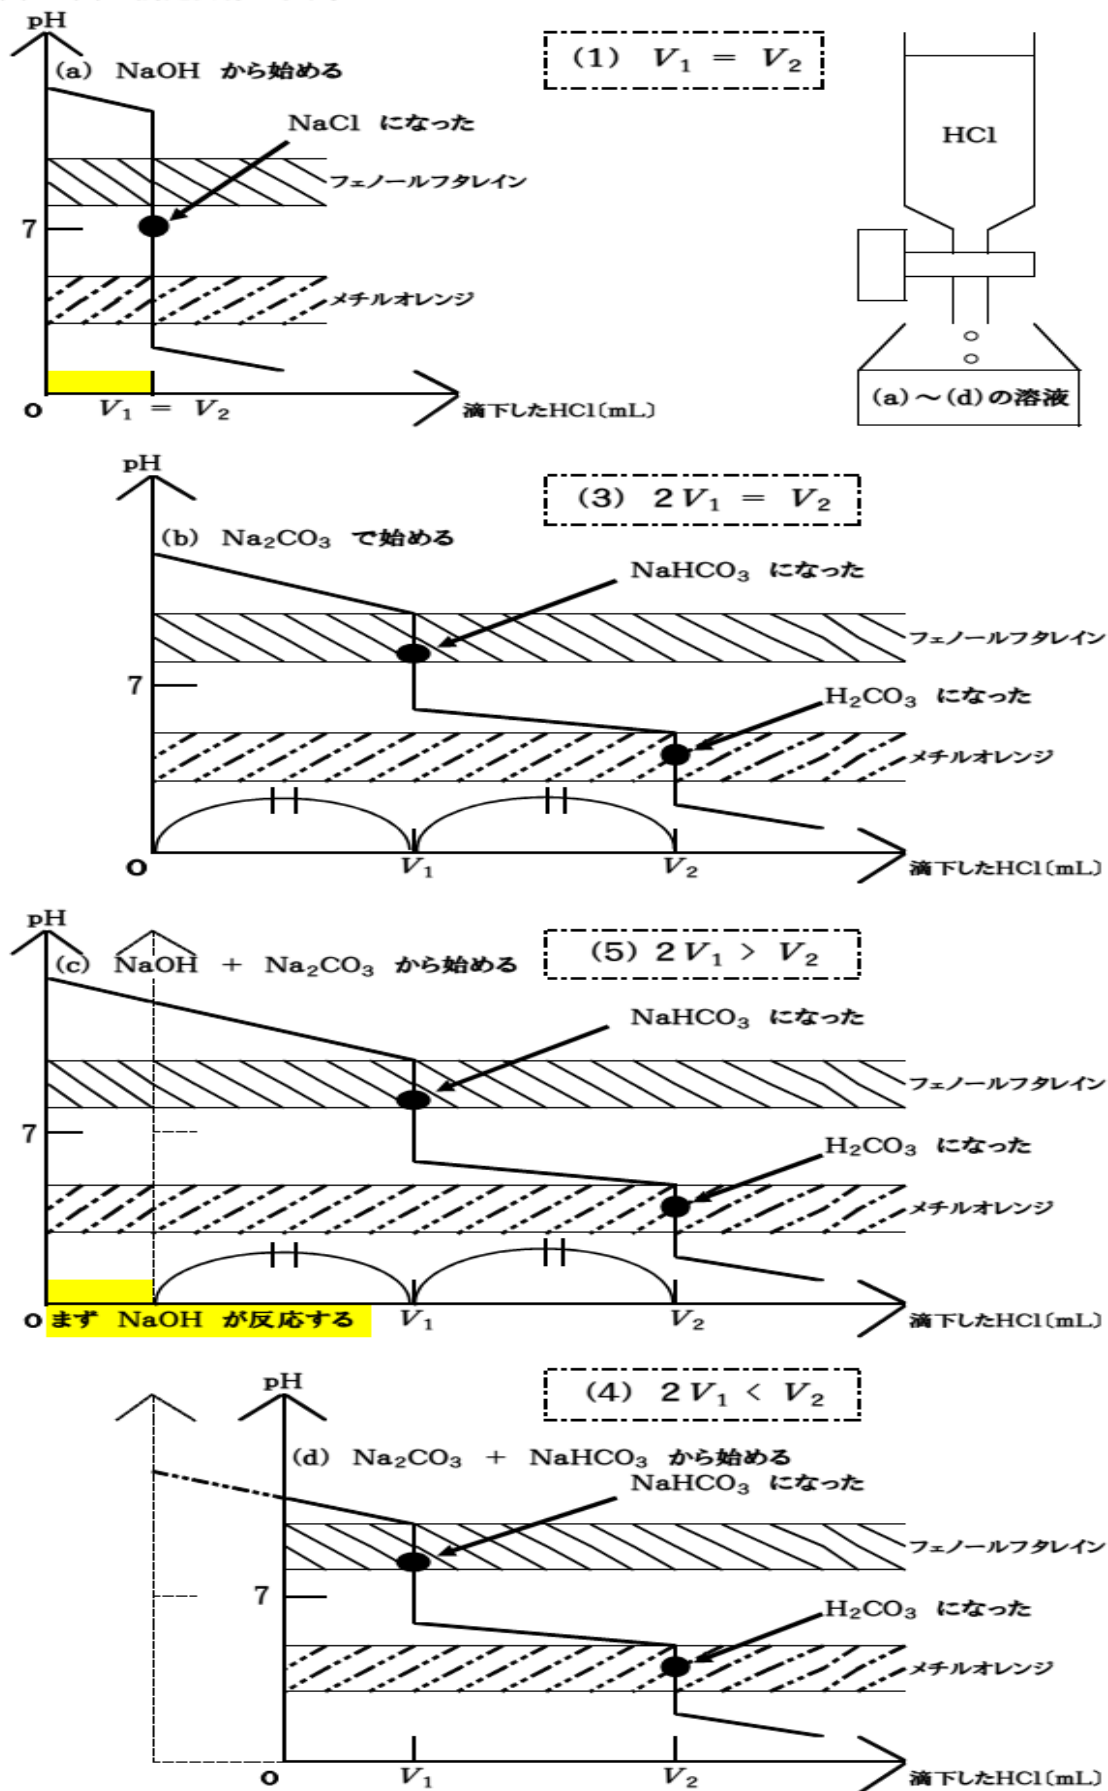 pH
(a) NaOH から始める
(1) V₁ = V₂
HCl
NaCl になった
フェノールフタレイン
7
メチルオレンジ
O
V₁ = V₂
滴下したHCl〔mL〕
(a)～(d)の溶液
pH
(3) 2V₁ = V₂
(b) Na₂CO₃ で始める
NaHCO₃ になった
フェノールフタレイン
7
H₂CO₃ になった
メチルオレンジ
O
V₁
V₂
滴下したHCl〔mL〕
pH
(5) 2V₁ > V₂
(c) NaOH + Na₂CO₃ から始める
NaHCO₃ になった
フェノールフタレイン
7
H₂CO₃ になった
メチルオレンジ
O
まず NaOH が反応する
V₁
V₂
滴下したHCl〔mL〕
pH
(4) 2V₁ < V₂
(d) Na₂CO₃ + NaHCO₃ から始める
NaHCO₃ になった
フェノールフタレイン
7
H₂CO₃ になった
メチルオレンジ
O
V₁
V₂
滴下したHCl〔mL〕